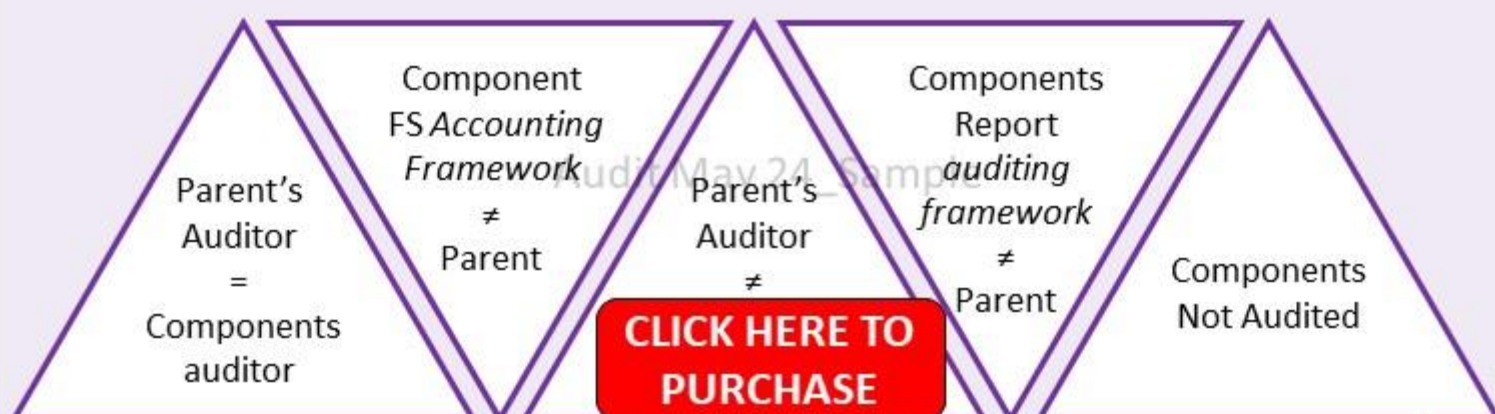 Parent's
Auditor
=
Components
auditor
Component
FS Accounting
Framework
≠
Parent
Parent's
Auditor
≠
Components
Report
auditing
framework
≠
Parent
Components
Not Audited
Audit May 24_Sample
CLICK HERE TO
PURCHASE